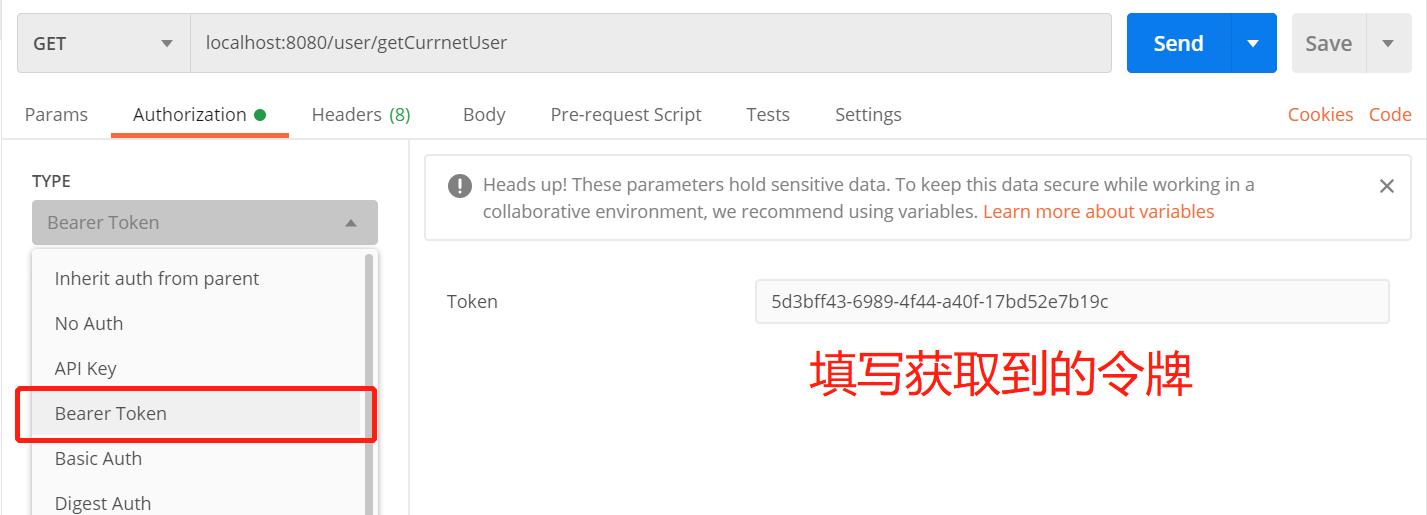 GET localhost:8080/user/getCurrnetUser Send Save
Params Authorization Headers (8) Body Pre-request Script Tests Settings Cookies Code
TYPE
Bearer Token
Inherit auth from parent
No Auth
API Key
Bearer Token
Basic Auth
Digest Auth
Heads up! These parameters hold sensitive data. To keep this data secure while working in a
collaborative environment, we recommend using variables. Learn more about variables
Token 5d3bff43-6989-4f44-a40f-17bd52e7b19c
填写获取到的令牌